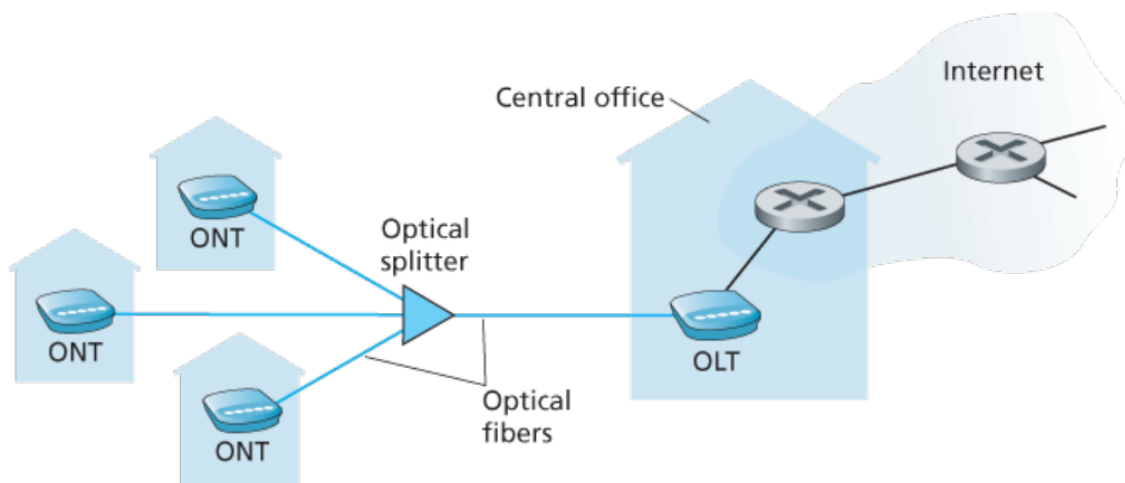 Internet
Central office
ONT
Optical
splitter
ONT
OLT
Optical
fibers
ONT